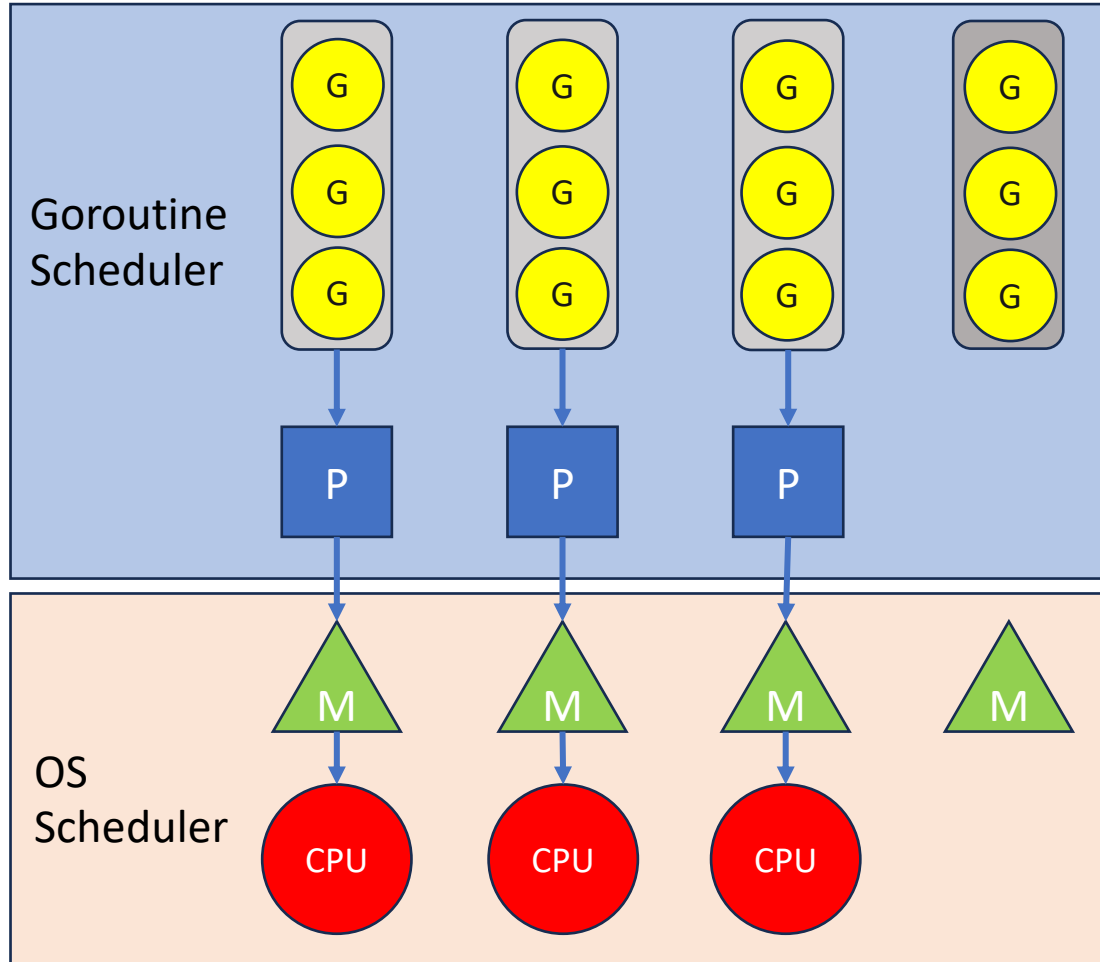 G G G G
G G G G
G G G G
Goroutine
Scheduler
P P P
M M M M
OS
Scheduler
CPU CPU CPU